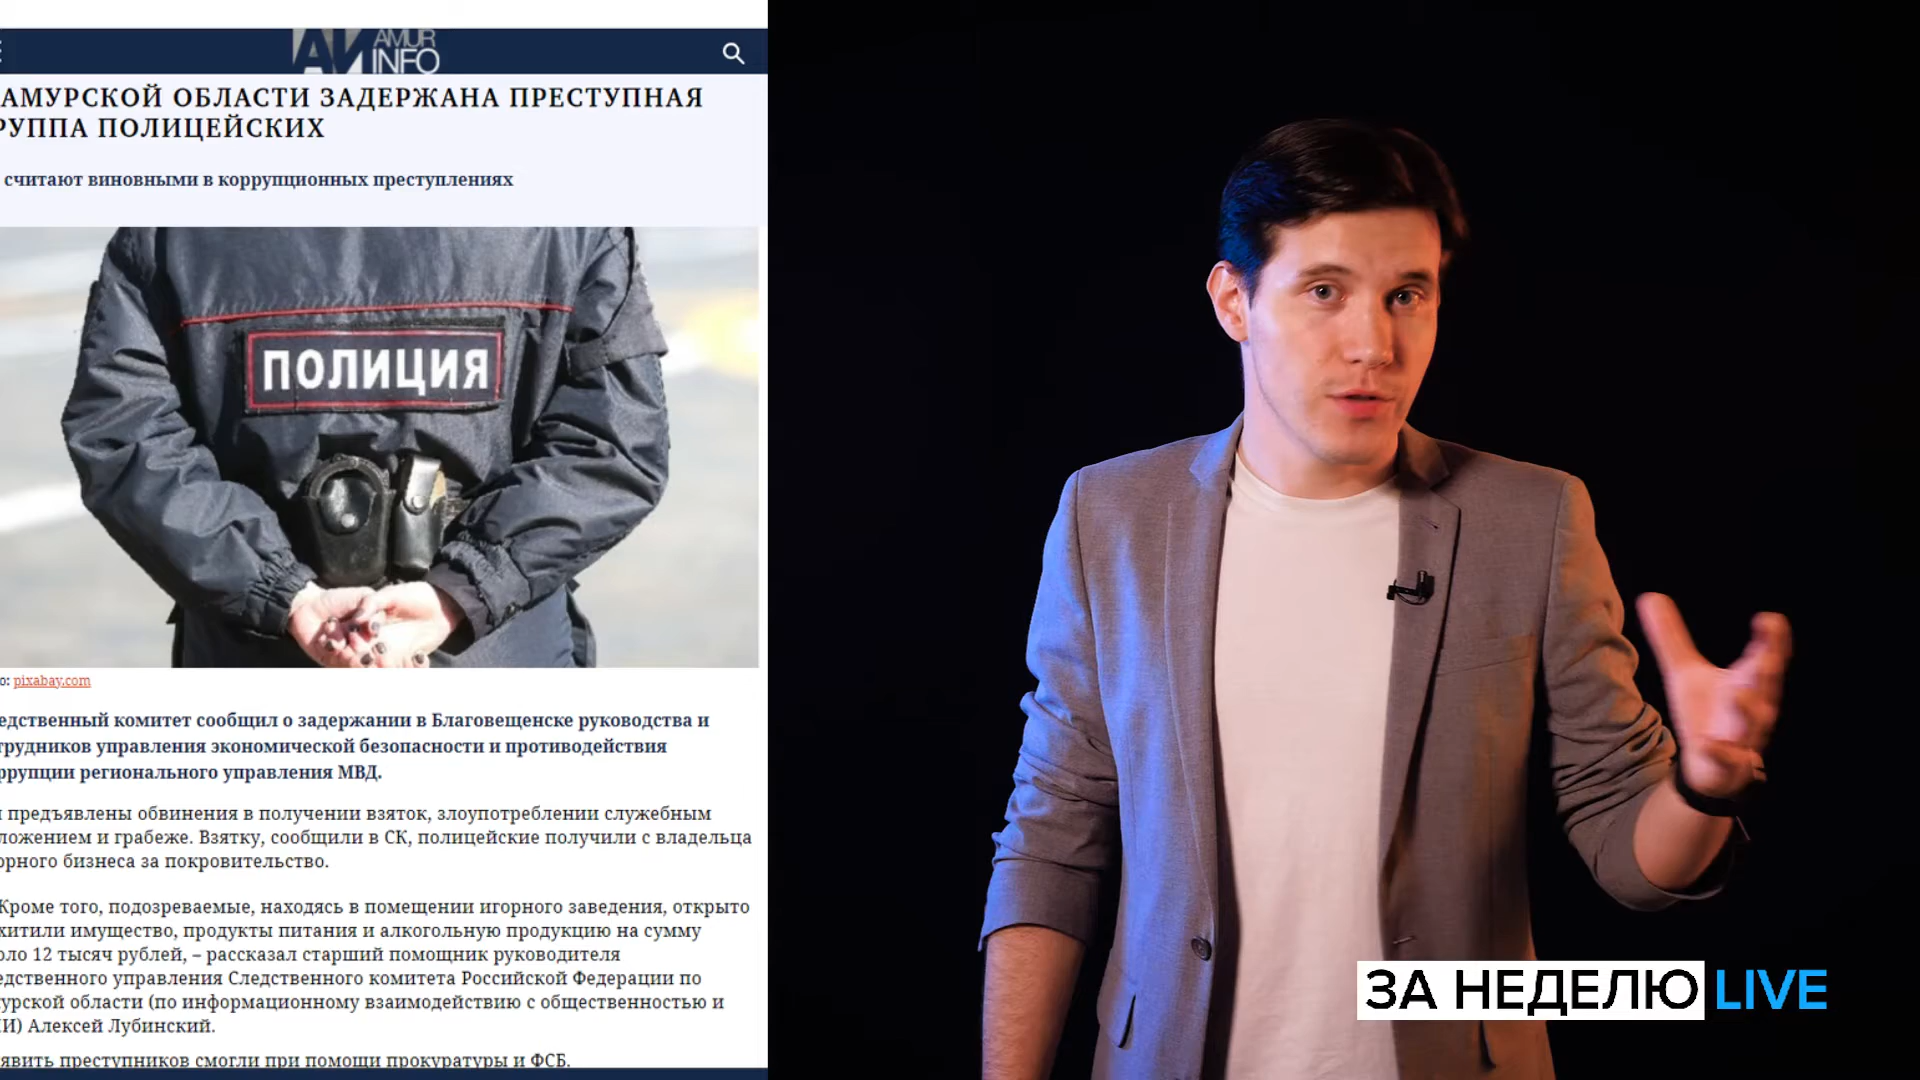 AMUR
INFO
АМУРСКОЙ ОБЛАСТИ ЗАДЕРЖАНА ПРЕСТУПНАЯ
РУППА ПОЛИЦЕЙСКИХ
считают виновными в коррупционных преступлениях
ПОЛИЦИЯ
о: pixabay.com
едственный комитет сообщил о задержании в Благовещенске руководства и
трудников управления экономической безопасности и противодействия
ррупции регионального управления МВД.
предъявлены обвинения в получении взяток, злоупотреблении служебным
ложением и грабеже. Взятку, сообщили в СК, полицейские получили с владельца
орного бизнеса за покровительство.
Кроме того, подозреваемые, находясь в помещении игорного заведения, открыто
хитили имущество, продукты питания и алкогольную продукцию на сумму
оло 12 тысяч рублей, – рассказал старший помощник руководителя
едственного управления Следственного комитета Российской Федерации по
урской области (по информационному взаимодействию с общественностью и
И) Алексей Лубинский.
явить преступников смогли при помощи прокуратуры и ФСБ.
ЗА НЕДЕЛЮ LIVE